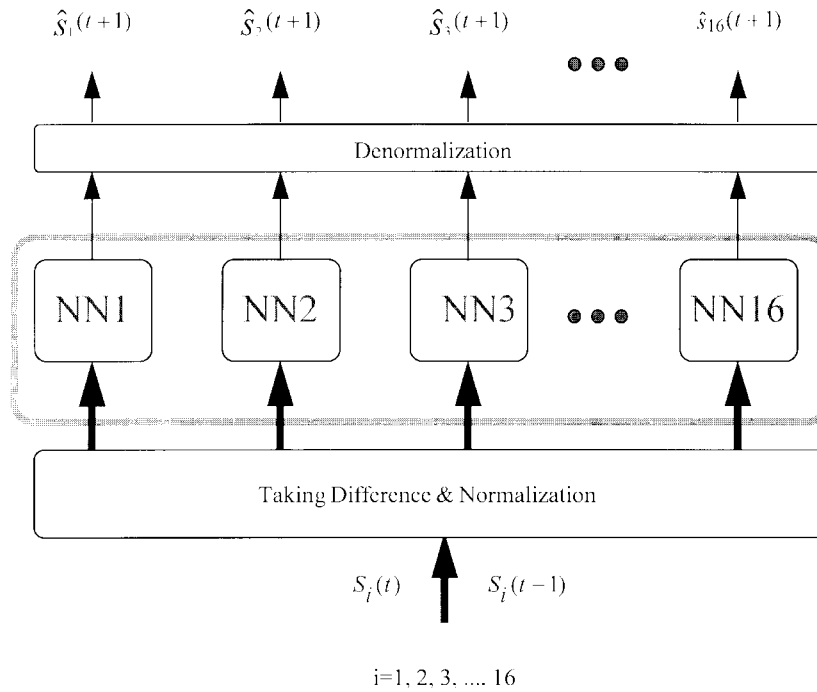 ŝ₁(t+1) ŝ₂(t+1) ŝ₃(t+1) ŝ₁₆(t+1)
Denormalization
NN1 NN2 NN3 NN16
Taking Difference & Normalization
Sᵢ(t) Sᵢ(t−1)
i=1, 2, 3, .... 16